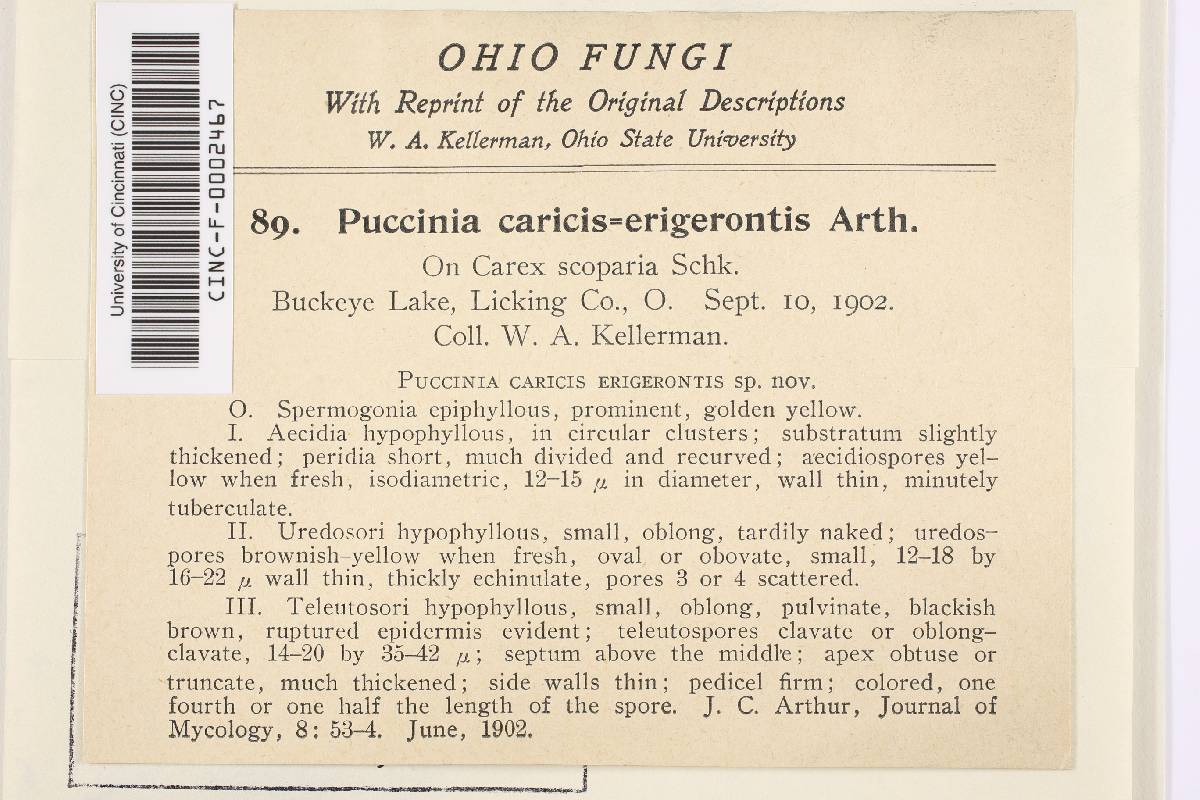 University of Cincinnati (CINC)
CINC-F-0002467
OHIO FUNGI
With Reprint of the Original Descriptions
W. A. Kellerman, Ohio State University
89. Puccinia caricis=erigerontis Arth.
On Carex scoparia Schk.
Buckeye Lake, Licking Co., O. Sept. 10, 1902.
Coll. W. A. Kellerman.
PUCCINIA CARICIS ERIGERONTIS sp. nov.
O. Spermogonia epiphyllous, prominent, golden yellow.
I. Aecidia hypophyllous, in circular clusters; substratum slightly
thickened; peridia short, much divided and recurved; aecidiospores yel-
low when fresh, isodiametric, 12–15 μ in diameter, wall thin, minutely
tuberculate.
II. Uredosori hypophyllous, small, oblong, tardily naked; uredos-
pores brownish-yellow when fresh, oval or obovate, small, 12–18 by
16–22 μ wall thin, thickly echinulate, pores 3 or 4 scattered.
III. Teleutosori hypophyllous, small, oblong, pulvinate, blackish
brown, ruptured epidermis evident; teleutospores clavate or oblong-
clavate, 14–20 by 35–42 μ; septum above the middle; apex obtuse or
truncate, much thickened; side walls thin; pedicel firm; colored, one
fourth or one half the length of the spore. J. C. Arthur, Journal of
Mycology, 8: 53–4. June, 1902.